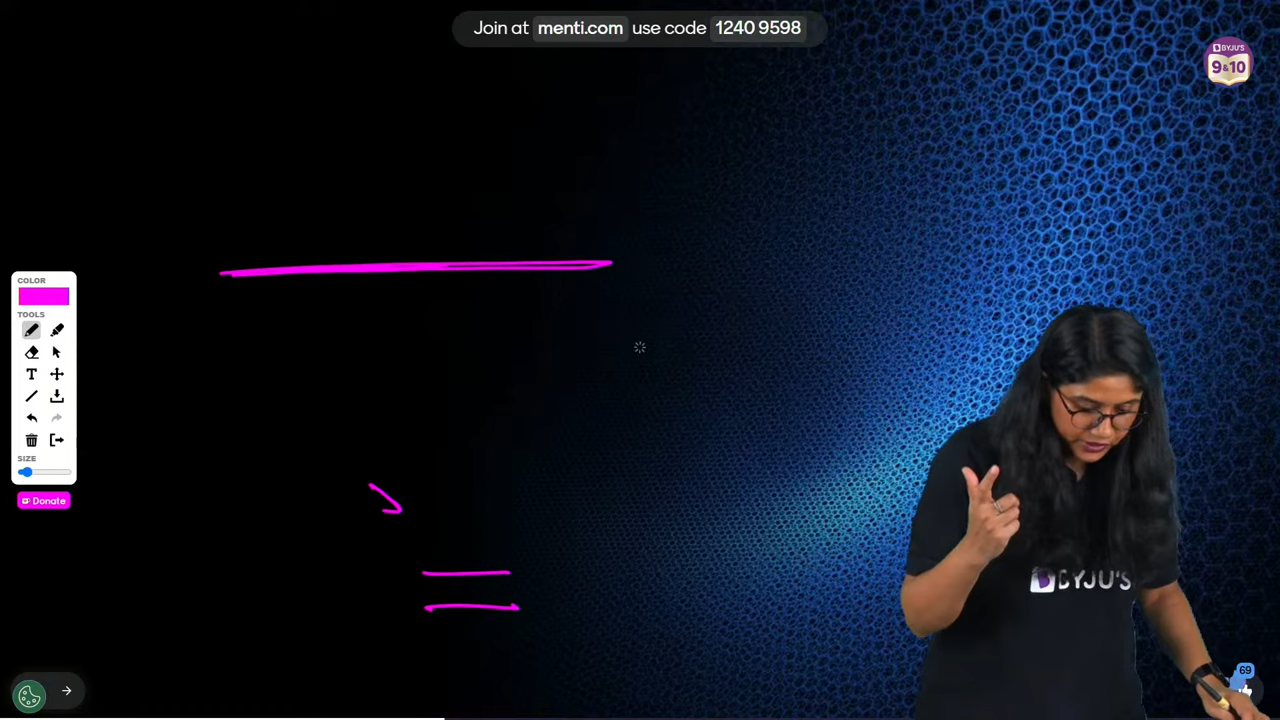 Join at menti.com use code 1240 9598
BYJU'S
9&10
COLOR
TOOLS
T
SIZE
Donate
BYJU'S
69